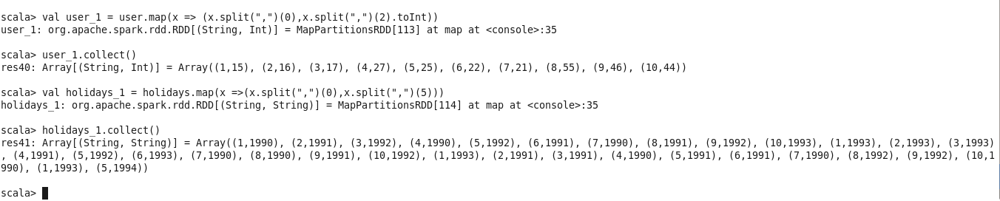 scala> val user_1 = user.map(x => (x.split(",")(0),x.split(",")(2).toInt))
user_1: org.apache.spark.rdd.RDD[(String, Int)] = MapPartitionsRDD[113] at map at <console>:35
scala> user_1.collect()
res40: Array[(String, Int)] = Array((1,15), (2,16), (3,17), (4,27), (5,25), (6,22), (7,21), (8,55), (9,46), (10,44))
scala> val holidays_1 = holidays.map(x =>(x.split(",")(0),x.split(",")(5)))
holidays_1: org.apache.spark.rdd.RDD[(String, String)] = MapPartitionsRDD[114] at map at <console>:35
scala> holidays_1.collect()
res41: Array[(String, String)] = Array((1,1990), (2,1991), (3,1992), (4,1990), (5,1992), (6,1991), (7,1990), (8,1991), (9,1992), (10,1993), (1,1993), (2,1993), (3,1993)
, (4,1991), (5,1992), (6,1993), (7,1990), (8,1990), (9,1991), (10,1992), (1,1993), (2,1991), (3,1991), (4,1990), (5,1991), (6,1991), (7,1990), (8,1992), (9,1992), (10,1
990), (1,1993), (5,1994))
scala>